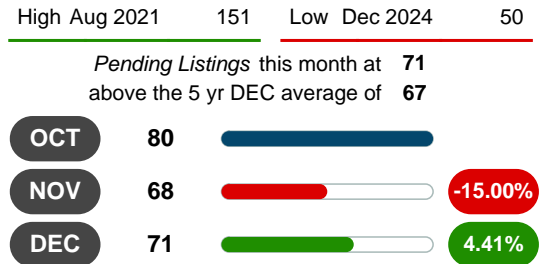 High Aug 2021 151 Low Dec 2024 50
Pending Listings this month at 71
above the 5 yr DEC average of 67
OCT 80
NOV 68 -15.00%
DEC 71 4.41%